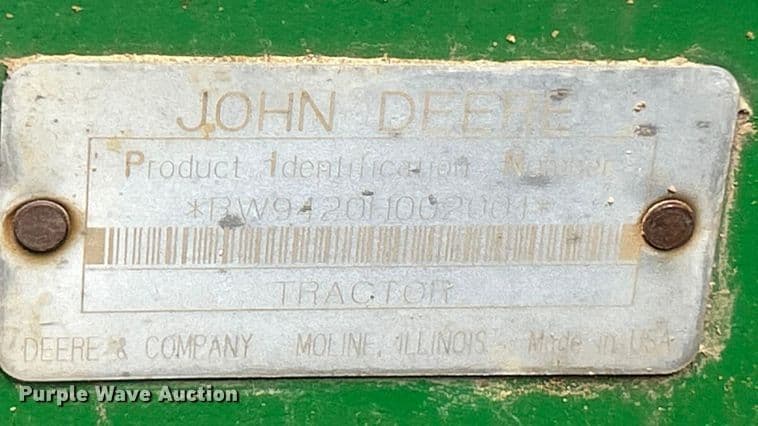 JOHN DEERE
Product Identification Number
*RW9420H002001*
TRACTOR
DEERE & COMPANY MOLINE, ILLINOIS Made in USA
Purple Wave Auction